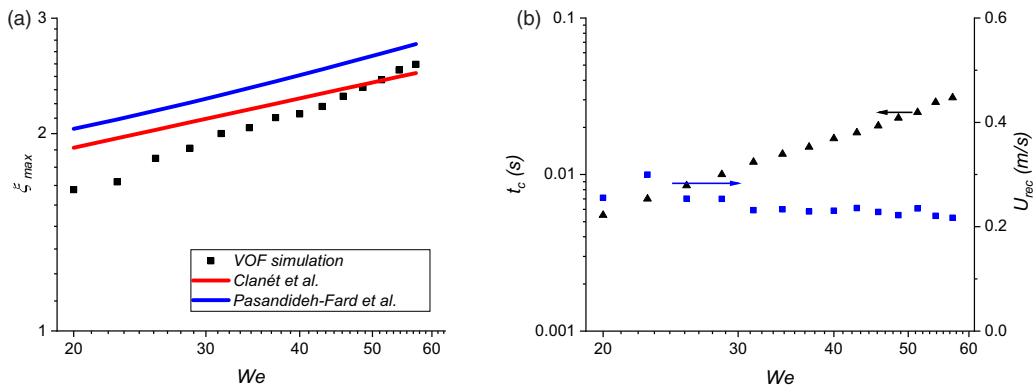 (a)
3
2
1
ξ max
20
30
40
50
60
We
VOF simulation
Clanét et al.
Pasandideh-Fard et al.
(b)
0.1
0.01
0.001
t_c (s)
0.6
0.4
0.2
0.0
U_rec (m/s)
20
30
40
50
60
We